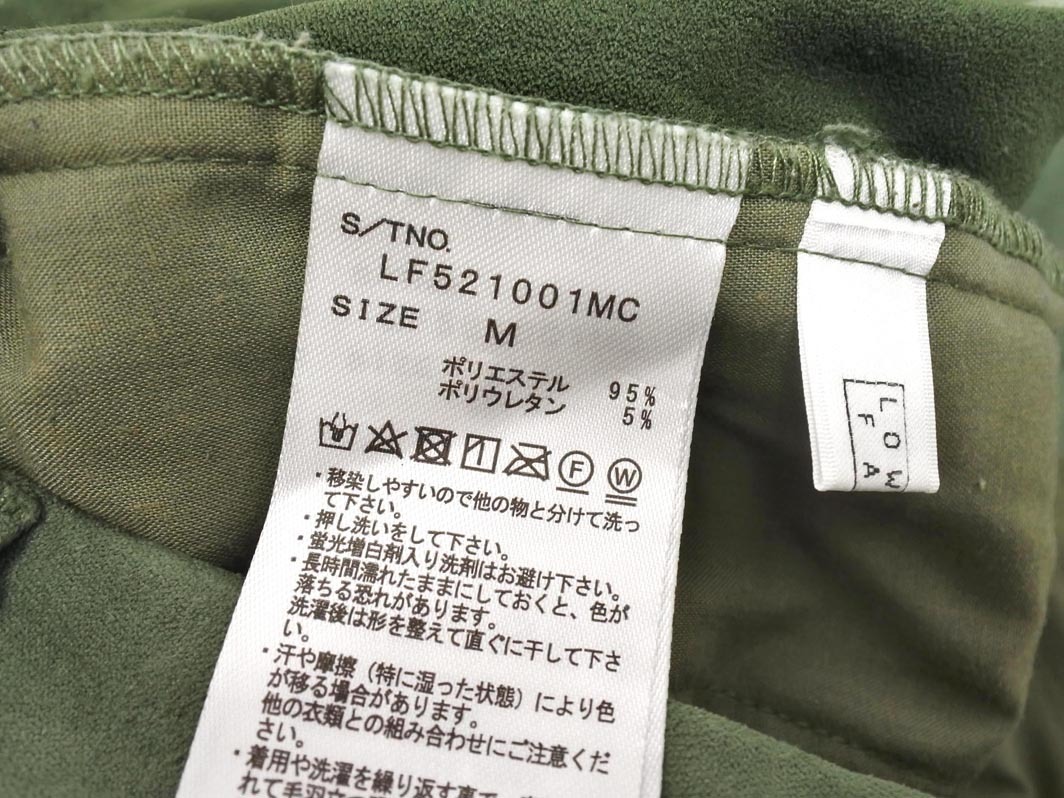 S/TNO.
LF521001MC
SIZE M
ポリエステル 95%
ポリウレタン 5%
F W
・移染しやすいので他の物と分けて洗っ
て下さい。
・押し洗いをして下さい。
・蛍光増白剤入り洗剤はお避け下さい。
・長時間濡れたままにしておくと、色が
落ちる恐れがあります。
洗濯後は形を整えて直ぐに干して下さ
い。
・汗や摩擦（特に湿った状態）により色
が移る場合があります。
他の衣類との組み合わせにご注意くだ
さい。
・着用や洗濯を繰り返す事で、
れて毛羽立つ
LOW
FA